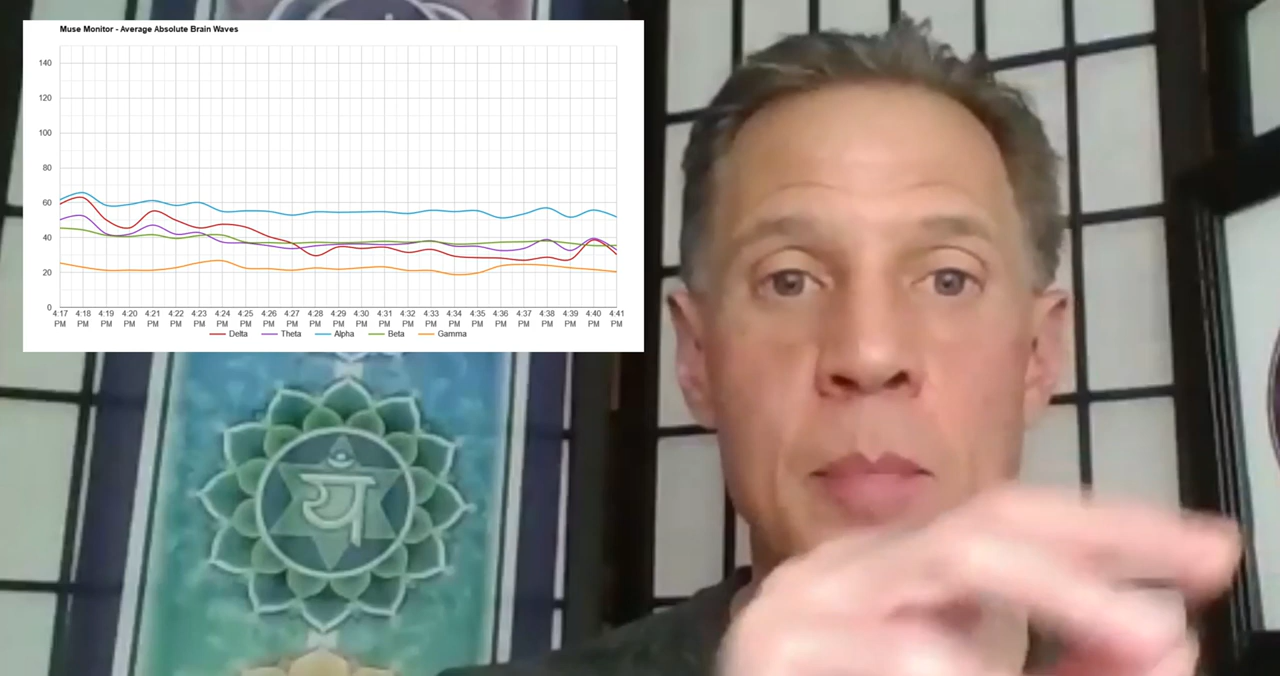 Muse Monitor - Average Absolute Brain Waves
140
120
100
80
60
40
20
0
4:17 PM 4:18 PM 4:19 PM 4:20 PM 4:21 PM 4:22 PM 4:23 PM 4:24 PM 4:25 PM 4:26 PM 4:27 PM 4:28 PM 4:29 PM 4:30 PM 4:31 PM 4:32 PM 4:33 PM 4:34 PM 4:35 PM 4:36 PM 4:37 PM 4:38 PM 4:39 PM 4:40 PM 4:41 PM
Delta Theta Alpha Beta Gamma
यं